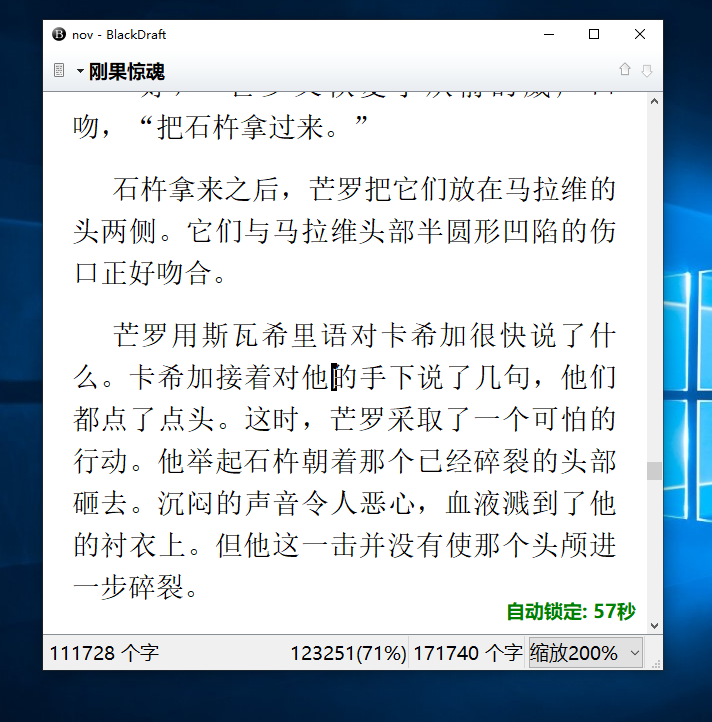 nov - BlackDraft
刚果惊魂
吻，“把石杵拿过来。”
石杵拿来之后，芒罗把它们放在马拉维的
头两侧。它们与马拉维头部半圆形凹陷的伤
口正好吻合。
芒罗用斯瓦希里语对卡希加很快说了什
么。卡希加接着对他的手下说了几句，他们
都点了点头。这时，芒罗采取了一个可怕的
行动。他举起石杵朝着那个已经碎裂的头部
砸去。沉闷的声音令人恶心，血液溅到了他
的衬衣上。但他这一击并没有使那个头颅进
一步碎裂。
自动锁定: 57秒
111728 个字 123251(71%) 171740 个字 缩放200%